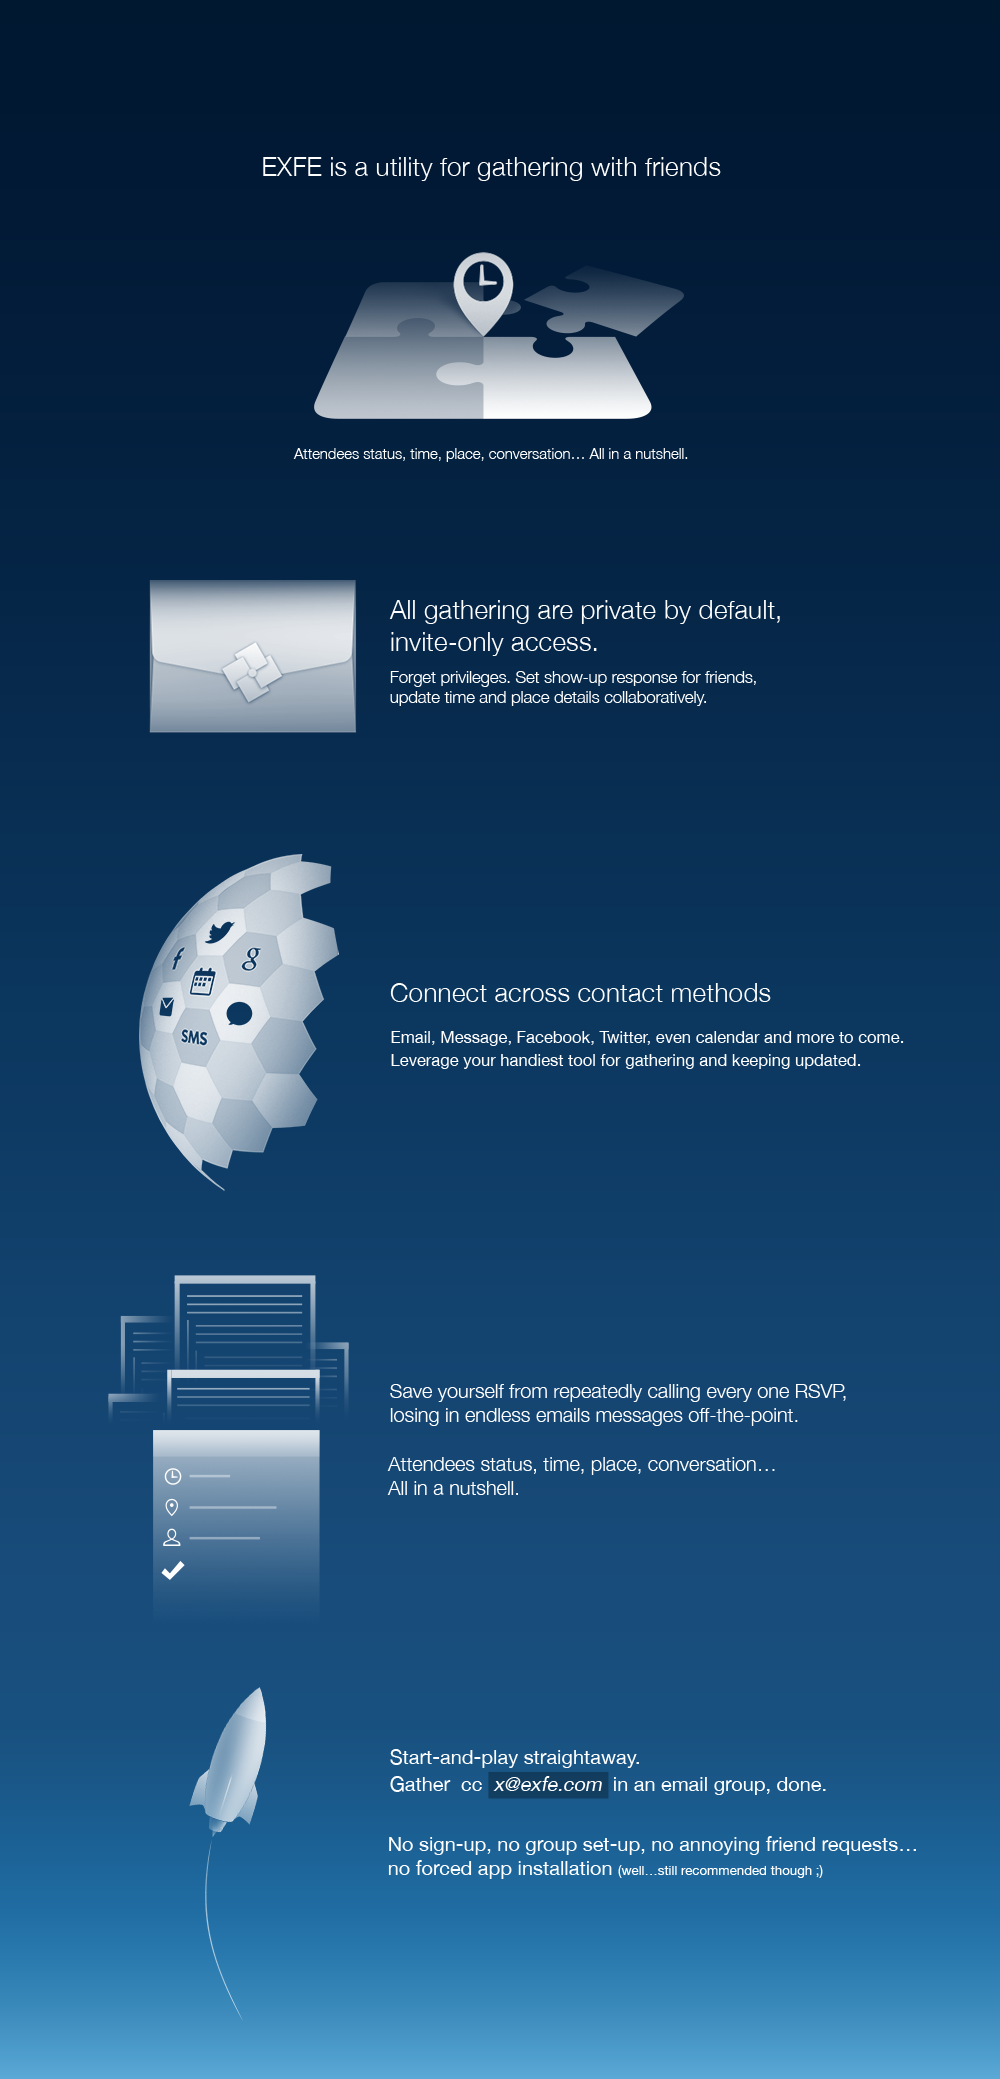 EXFE is a utility for gathering with friends
Attendees status, time, place, conversation… All in a nutshell.
All gathering are private by default,
invite-only access.
Forget privileges. Set show-up response for friends,
update time and place details collaboratively.
f
g
SMS
Connect across contact methods
Email, Message, Facebook, Twitter, even calendar and more to come.
Leverage your handiest tool for gathering and keeping updated.
Save yourself from repeatedly calling every one RSVP,
losing in endless emails messages off-the-point.
Attendees status, time, place, conversation…
All in a nutshell.
Start-and-play straightaway.
Gather cc x@exfe.com in an email group, done.
No sign-up, no group set-up, no annoying friend requests…
no forced app installation (well…still recommended though ;)